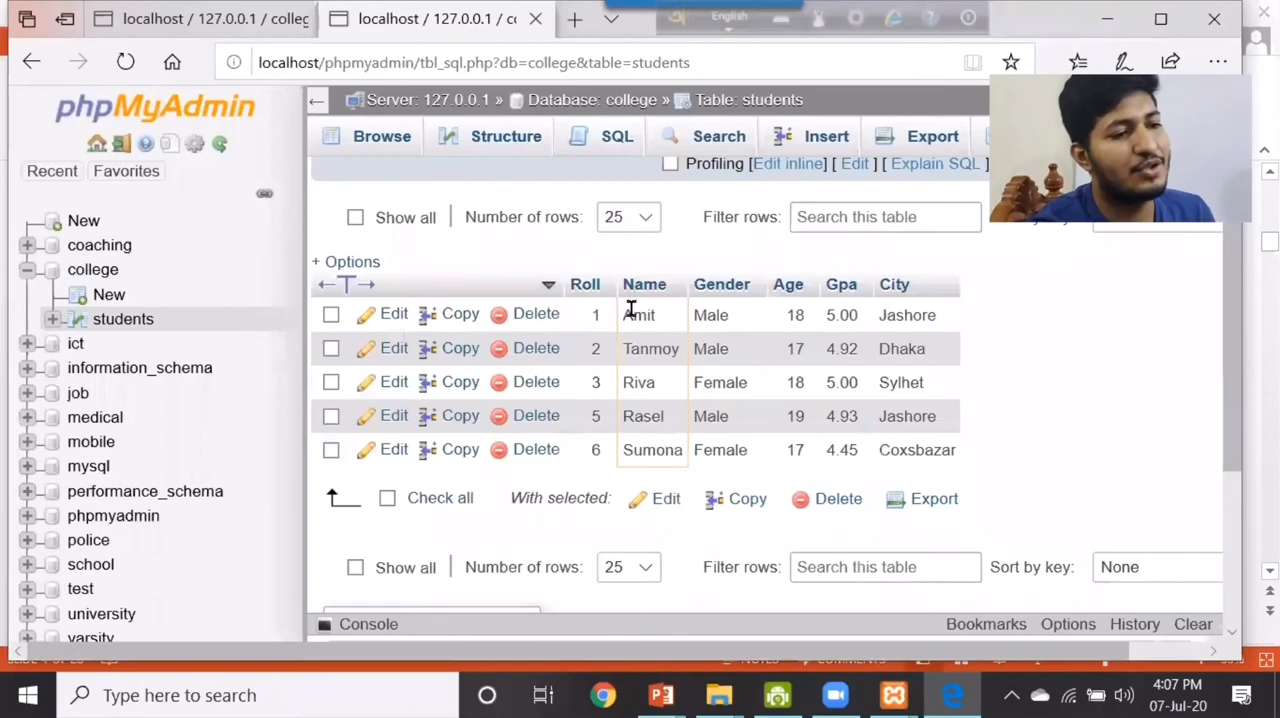 localhost / 127.0.0.1 / colleg
localhost / 127.0.0.1 / cc
English
localhost/phpmyadmin/tbl_sql.php?db=college&table=students
phpMyAdmin
Recent
Favorites
New
coaching
college
New
students
ict
information_schema
job
medical
mobile
mysql
performance_schema
phpmyadmin
police
school
test
university
varsity
Server: 127.0.0.1 » Database: college » Table: students
Browse Structure SQL Search Insert Export
Profiling [Edit inline] [ Edit ] [ Explain SQL ]
Show all Number of rows: 25 Filter rows: Search this table
+ Options
←T→ Roll Name Gender Age Gpa City
Edit Copy Delete 1 Amit Male 18 5.00 Jashore
Edit Copy Delete 2 Tanmoy Male 17 4.92 Dhaka
Edit Copy Delete 3 Riva Female 18 5.00 Sylhet
Edit Copy Delete 5 Rasel Male 19 4.93 Jashore
Edit Copy Delete 6 Sumona Female 17 4.45 Coxsbazar
Check all With selected: Edit Copy Delete Export
Show all Number of rows: 25 Filter rows: Search this table Sort by key: None
Console Bookmarks Options History Clear
Type here to search
4:07 PM
07-Jul-20